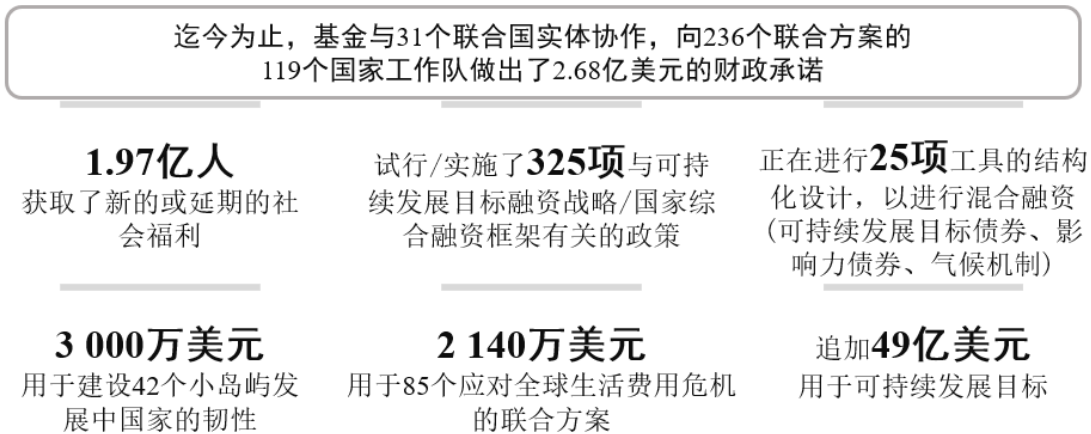 迄今为止，基金与31个联合国实体协作，向236个联合方案的
119个国家工作队做出了2.68亿美元的财政承诺
1.97亿人
获取了新的或延期的社
会福利
试行/实施了325项与可持
续发展目标融资战略/国家综
合融资框架有关的政策
正在进行25项工具的结构
化设计，以进行混合融资
(可持续发展目标债券、影
响力债券、气候机制)
3 000万美元
用于建设42个小岛屿发
展中国家的韧性
2 140万美元
用于85个应对全球生活费用危机
的联合方案
追加49亿美元
用于可持续发展目标